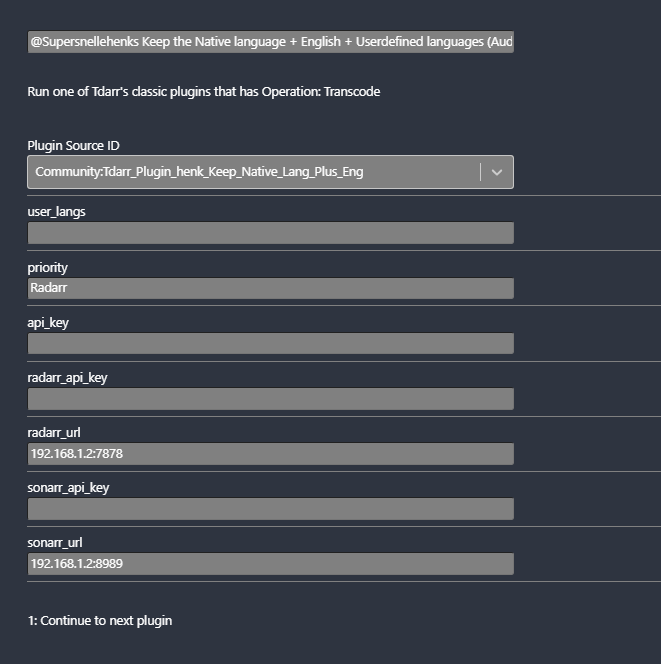 @Supersnellehenks Keep the Native language + English + Userdefined languages (Aud
Run one of Tdarr's classic plugins that has Operation: Transcode
Plugin Source ID
Community:Tdarr_Plugin_henk_Keep_Native_Lang_Plus_Eng
user_langs
priority
Radarr
api_key
radarr_api_key
radarr_url
192.168.1.2:7878
sonarr_api_key
sonarr_url
192.168.1.2:8989
1: Continue to next plugin